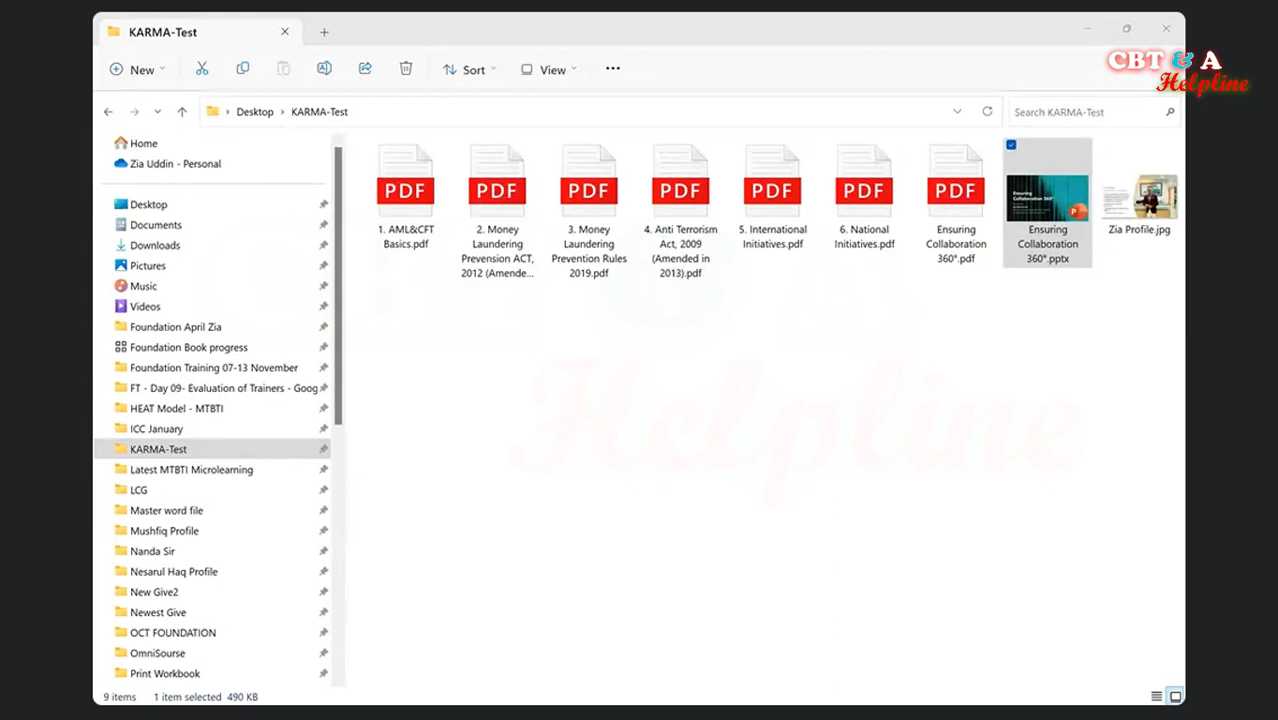 KARMA-Test
New
Sort
View
Desktop
KARMA-Test
Search KARMA-Test
CBT & A
Helpline
Home
Zia Uddin - Personal
Desktop
Documents
Downloads
Pictures
Music
Videos
Foundation April Zia
Foundation Book progress
Foundation Training 07-13 November
FT - Day 09- Evaluation of Trainers - Goog
HEAT Model - MTBTI
ICC January
KARMA-Test
Latest MTBTI Microlearning
LCG
Master word file
Mushfiq Profile
Nanda Sir
Nesarul Haq Profile
New Give2
Newest Give
OCT FOUNDATION
OmniSourse
Print Workbook
PDF
1. AML&CFT
Basics.pdf
PDF
2. Money
Laundering
Prevention ACT,
2012 (Amende...
PDF
3. Money
Laundering
Prevention Rules
2019.pdf
PDF
4. Anti Terrorism
Act, 2009
(Amended in
2013).pdf
PDF
5. International
Initiatives.pdf
PDF
6. National
Initiatives.pdf
PDF
Ensuring
Collaboration
360°.pdf
Ensuring
Collaboration 360°
Ensuring
Collaboration
360°.pptx
Zia Profile.jpg
Helpline
9 items
1 item selected 490 KB